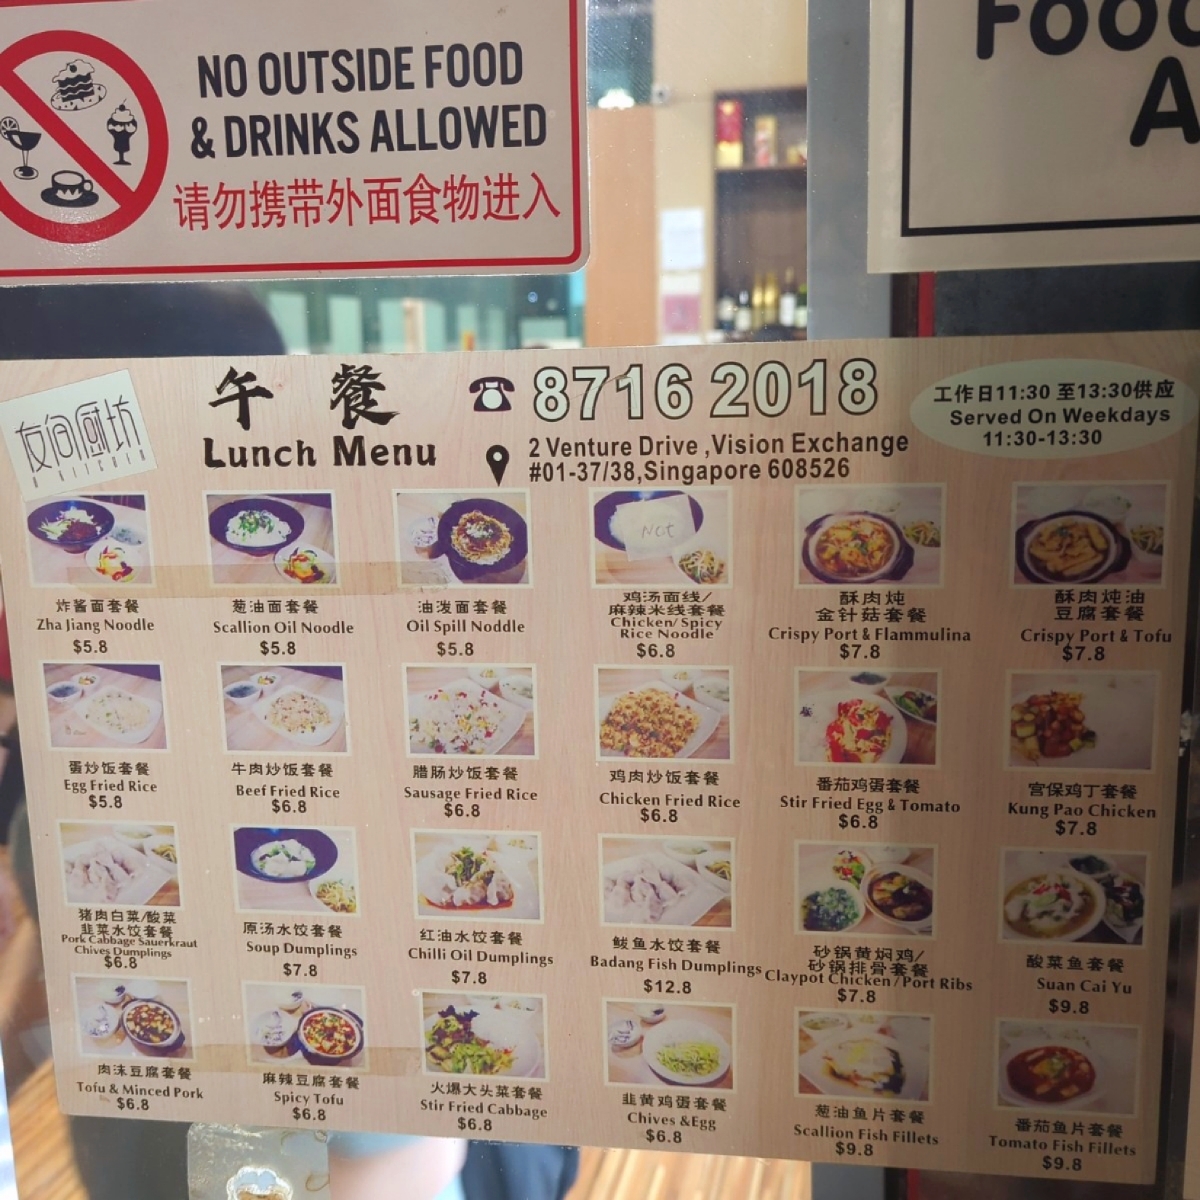 NO OUTSIDE FOOD
& DRINKS ALLOWED
请勿携带外面食物进入
FOO
A
友间厨坊
午 餐
Lunch Menu
8716 2018
2 Venture Drive ,Vision Exchange
#01-37/38,Singapore 608526
工作日11:30 至13:30供应
Served On Weekdays
11:30-13:30
炸酱面套餐
Zha Jiang Noodle
$5.8
葱油面套餐
Scallion Oil Noodle
$5.8
油泼面套餐
Oil Spill Noddle
$5.8
鸡汤面线/
麻辣米线套餐
Chicken/Spicy
Rice Noodle
$6.8
酥肉炖
金针菇套餐
Crispy Port & Flammulina
$7.8
酥肉炖油
豆腐套餐
Crispy Port & Tofu
$7.8
蛋炒饭套餐
Egg Fried Rice
$5.8
牛肉炒饭套餐
Beef Fried Rice
$6.8
腊肠炒饭套餐
Sausage Fried Rice
$6.8
鸡肉炒饭套餐
Chicken Fried Rice
$6.8
番茄鸡蛋套餐
Stir Fried Egg & Tomato
$6.8
宫保鸡丁套餐
Kung Pao Chicken
$7.8
猪肉白菜/酸菜
韭菜水饺套餐
Pork Cabbage Sauerkraut
Chives Dumplings
$6.8
原汤水饺套餐
Soup Dumplings
$7.8
红油水饺套餐
Chilli Oil Dumplings
$7.8
鲅鱼水饺套餐
Badang Fish Dumplings
$12.8
砂锅黄焖鸡/
砂锅排骨套餐
Claypot Chicken/Port Ribs
$7.8
酸菜鱼套餐
Suan Cai Yu
$9.8
肉沫豆腐套餐
Tofu & Minced Pork
$6.8
麻辣豆腐套餐
Spicy Tofu
$6.8
火爆大头菜套餐
Stir Fried Cabbage
$6.8
韭黄鸡蛋套餐
Chives &Egg
$6.8
葱油鱼片套餐
Scallion Fish Fillets
$9.8
番茄鱼片套餐
Tomato Fish Fillets
$9.8